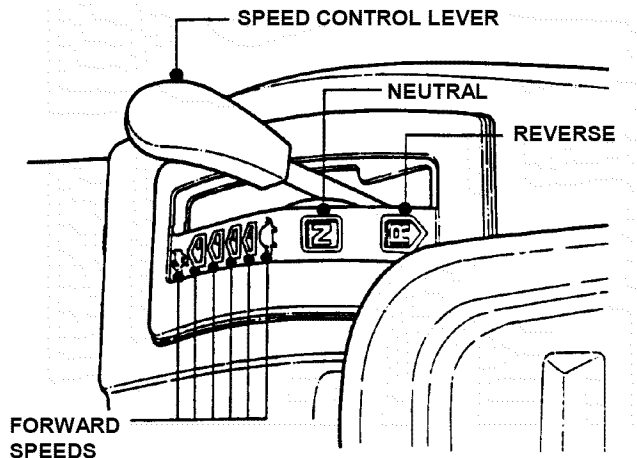 SPEED CONTROL LEVER
NEUTRAL
REVERSE
N
R
FORWARD
SPEEDS